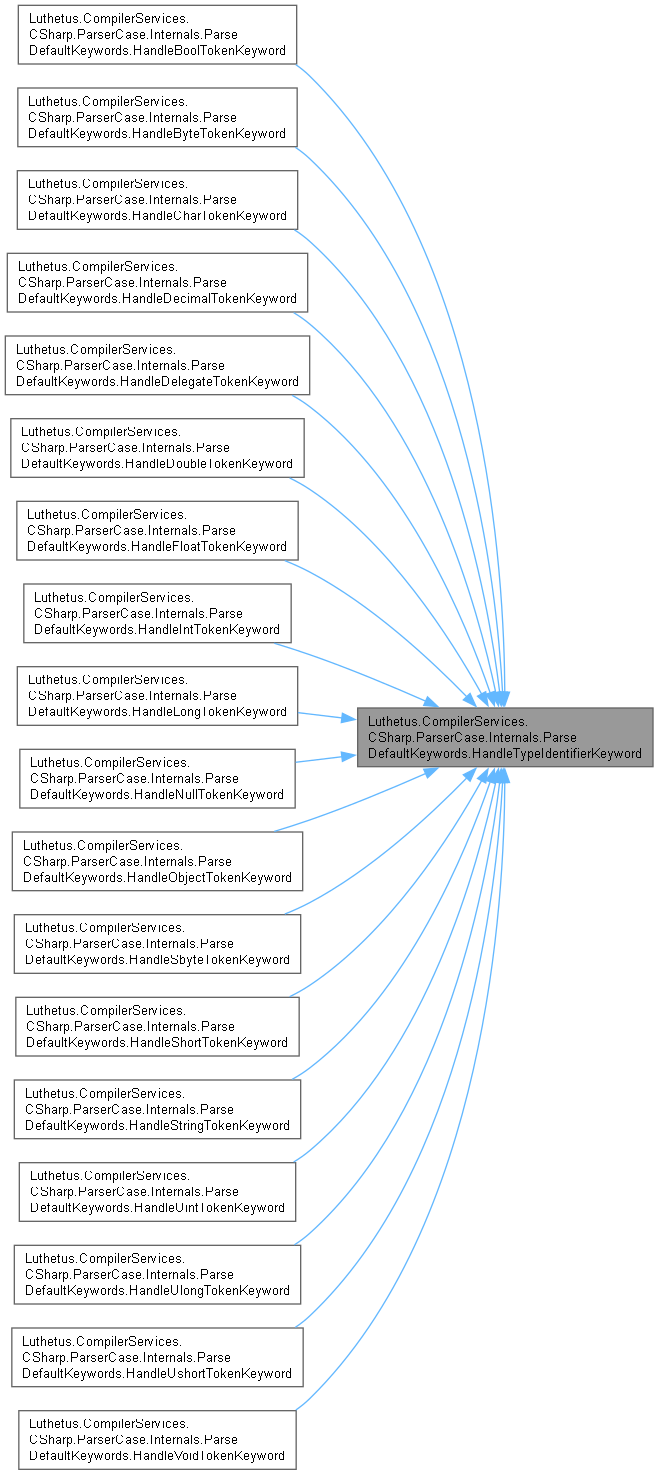 Luthetus.CompilerServices.
CSharp.ParserCase.Internals.Parse
DefaultKeywords.HandleBoolTokenKeyword
Luthetus.CompilerServices.
CSharp.ParserCase.Internals.Parse
DefaultKeywords.HandleByteTokenKeyword
Luthetus.CompilerServices.
CSharp.ParserCase.Internals.Parse
DefaultKeywords.HandleCharTokenKeyword
Luthetus.CompilerServices.
CSharp.ParserCase.Internals.Parse
DefaultKeywords.HandleDecimalTokenKeyword
Luthetus.CompilerServices.
CSharp.ParserCase.Internals.Parse
DefaultKeywords.HandleDelegateTokenKeyword
Luthetus.CompilerServices.
CSharp.ParserCase.Internals.Parse
DefaultKeywords.HandleDoubleTokenKeyword
Luthetus.CompilerServices.
CSharp.ParserCase.Internals.Parse
DefaultKeywords.HandleFloatTokenKeyword
Luthetus.CompilerServices.
CSharp.ParserCase.Internals.Parse
DefaultKeywords.HandleIntTokenKeyword
Luthetus.CompilerServices.
CSharp.ParserCase.Internals.Parse
DefaultKeywords.HandleLongTokenKeyword
Luthetus.CompilerServices.
CSharp.ParserCase.Internals.Parse
DefaultKeywords.HandleTypeIdentifierKeyword
Luthetus.CompilerServices.
CSharp.ParserCase.Internals.Parse
DefaultKeywords.HandleNullTokenKeyword
Luthetus.CompilerServices.
CSharp.ParserCase.Internals.Parse
DefaultKeywords.HandleObjectTokenKeyword
Luthetus.CompilerServices.
CSharp.ParserCase.Internals.Parse
DefaultKeywords.HandleSbyteTokenKeyword
Luthetus.CompilerServices.
CSharp.ParserCase.Internals.Parse
DefaultKeywords.HandleShortTokenKeyword
Luthetus.CompilerServices.
CSharp.ParserCase.Internals.Parse
DefaultKeywords.HandleStringTokenKeyword
Luthetus.CompilerServices.
CSharp.ParserCase.Internals.Parse
DefaultKeywords.HandleUintTokenKeyword
Luthetus.CompilerServices.
CSharp.ParserCase.Internals.Parse
DefaultKeywords.HandleUlongTokenKeyword
Luthetus.CompilerServices.
CSharp.ParserCase.Internals.Parse
DefaultKeywords.HandleUshortTokenKeyword
Luthetus.CompilerServices.
CSharp.ParserCase.Internals.Parse
DefaultKeywords.HandleVoidTokenKeyword